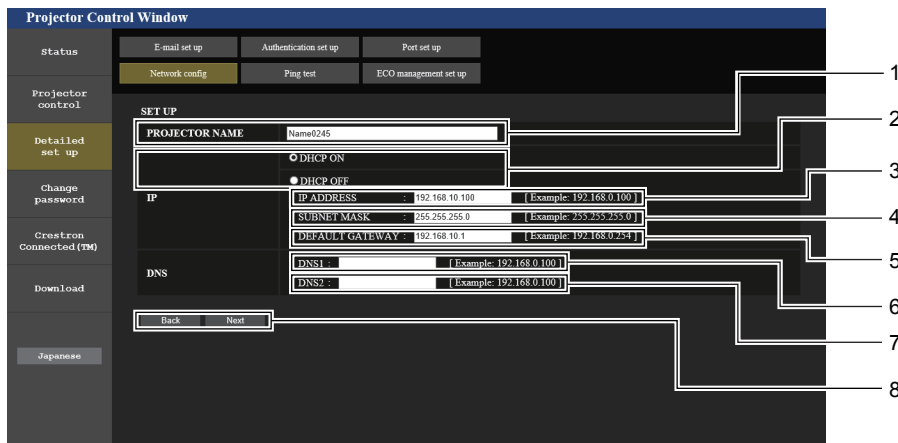 Projector Control Window
Status
E-mail set up
Authentication set up
Port set up
Network config
Ping test
ECO management set up
Projector
control
Detailed
set up
Change
password
Crestron
Connected(TM)
Download
Japanese
SET UP
PROJECTOR NAME Name0245
DHCP ON
DHCP OFF
IP
IP ADDRESS : 192.168.10.100 [ Example: 192.168.0.100 ]
SUBNET MASK : 255.255.255.0 [ Example: 255.255.255.0 ]
DEFAULT GATEWAY : 192.168.10.1 [ Example: 192.168.0.254 ]
DNS
DNS1 : [ Example: 192.168.0.100 ]
DNS2 : [ Example: 192.168.0.100 ]
Back Next
1
2
3
4
5
6
7
8